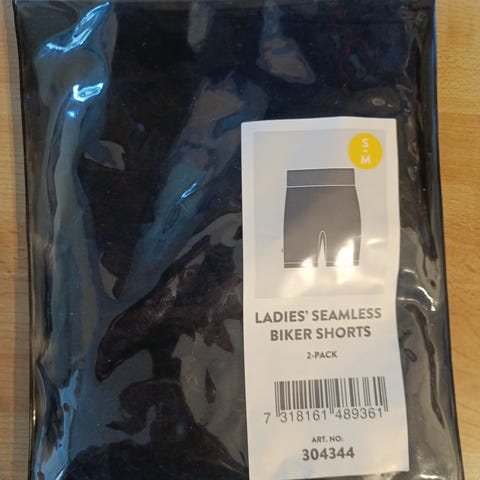 S
-
M
LADIES' SEAMLESS
BIKER SHORTS
2-PACK
7 318161 489361
ART. NO:
304344